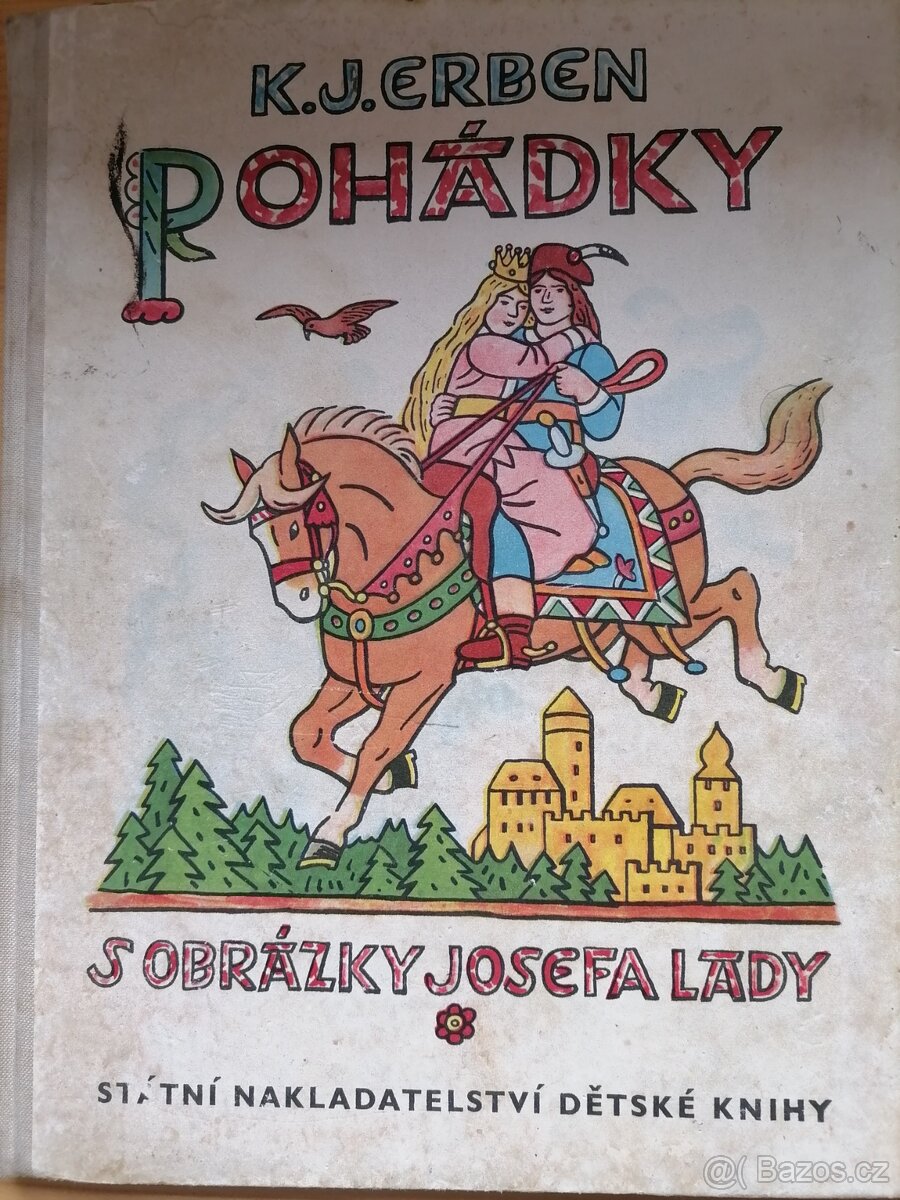 K.J.ERBEN
POHÁDKY
S OBRÁZKY JOSEFA LADY
STÁTNÍ NAKLADATELSTVÍ DĚTSKÉ KNIHY
@( Bazos.cz